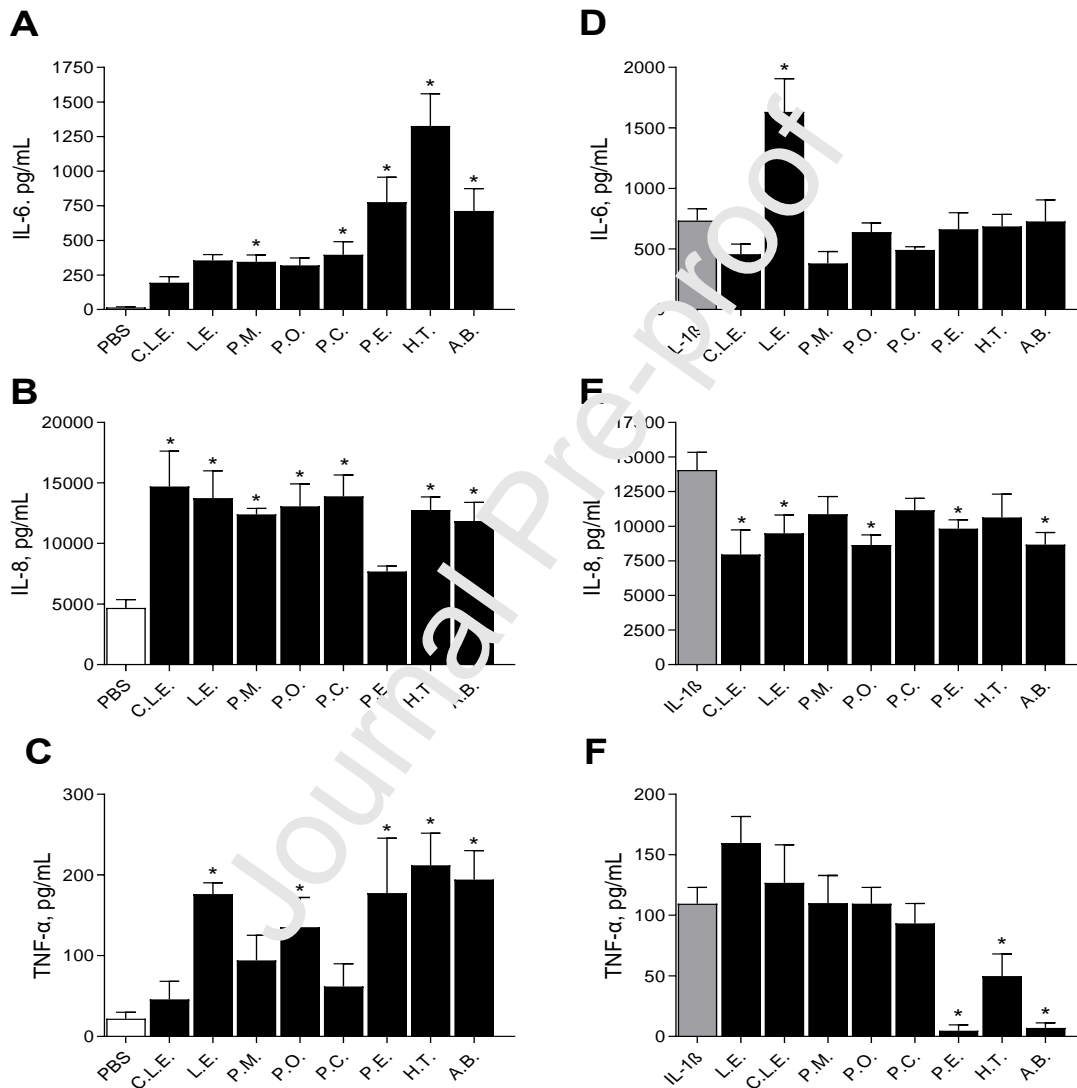 A
IL-6. pg/mL
1750
1500
1250
1000
750
500
250
0
* * * * *
PBS C.L.E. L.E. P.M. P.O. P.C. P.E. H.T. A.B.
D
IL-6, pg/mL
2000
1500
1000
500
*
L-1ß C.L.E. L.E. P.M. P.O. P.C. P.E. H.T. A.B.
B
IL-8, pg/mL
20000
15000
10000
5000
0
* * * * * * *
PBS C.L.E. L.E. P.M. P.O. P.C. P.E. H.T A.B.
E
IL-8, pg/mL
17500
15000
12500
10000
7500
5000
2500
0
* * * * *
IL-1ß C.L.E. L.E. P.M. P.O. P.C. P.E. H.T. A.B.
C
TNF-α, pg/mL
300
200
100
0
* * * * *
PBS C.L.E. L.E. P.M. P.O. P.C. P.E. H.T. A.B.
F
TNF-α, pg/mL
200
150
100
50
0
* * *
IL-1ß L.E. C.L.E. P.M. P.O. P.C. P.E. H.T. A.B.
Journal Pre-proof